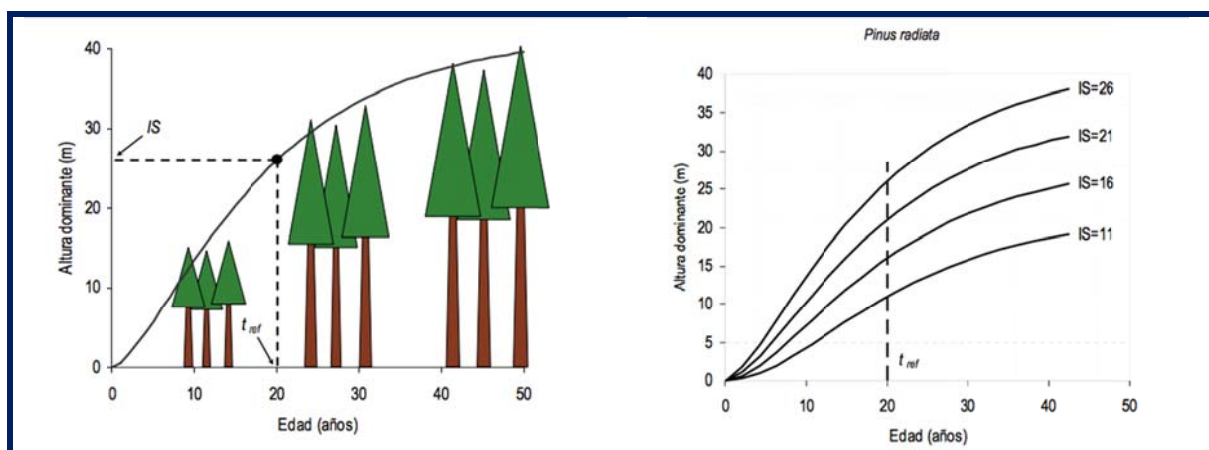 40
30
20
10
0
Altura dominante (m)
IS
t ref
0 10 20 30 40 50
Edad (años)
Pinus radiata
40
35
30
25
20
15
10
5
0
Altura dominante (m)
IS=26
IS=21
IS=16
IS=11
t ref
0 10 20 30 40 50
Edad (años)